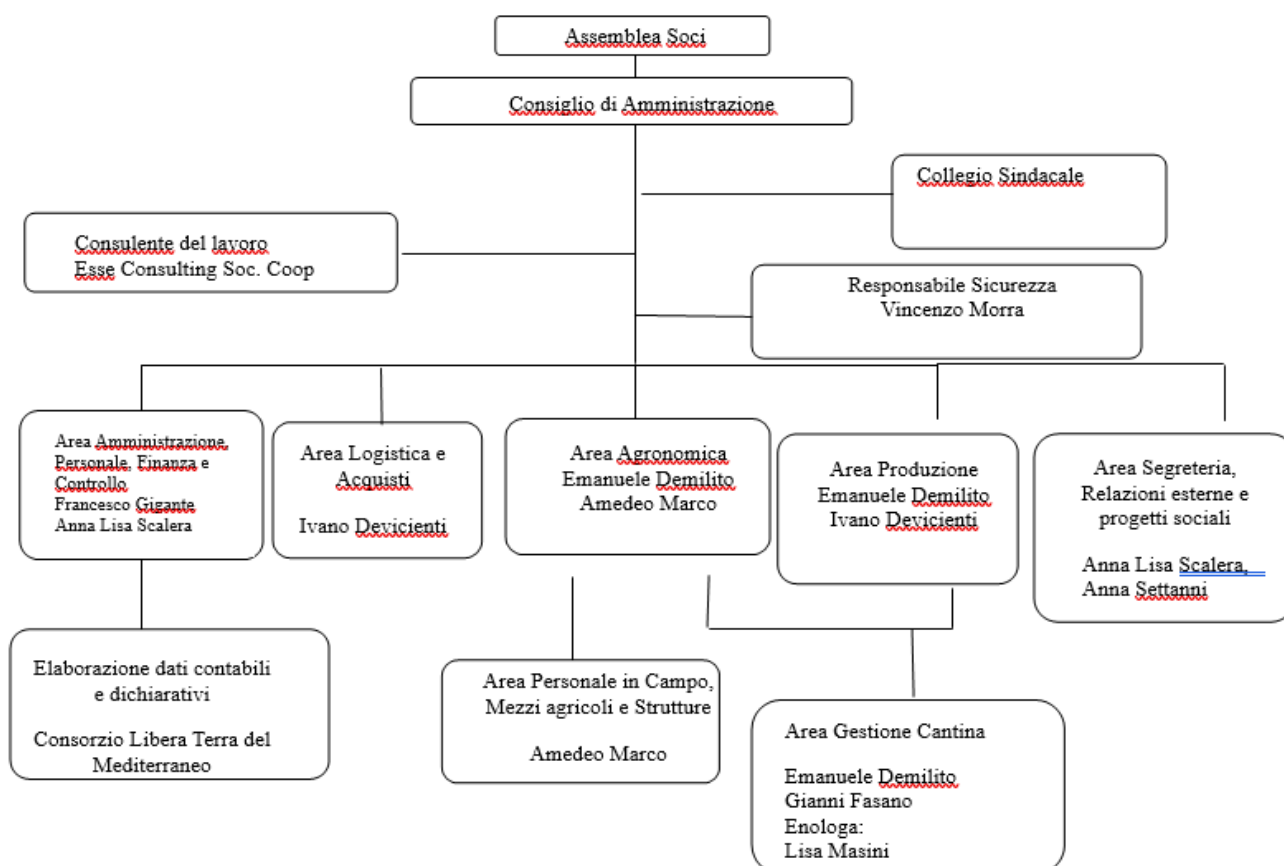 Assemblea Soci
Consiglio di Amministrazione
Collegio Sindacale
Consulente del lavoro
Esse Consulting Soc. Coop
Responsabile Sicurezza
Vincenzo Morra
Area Amministrazione,
Personale, Finanza e
Controllo
Francesco Gigante
Anna Lisa Scalera
Area Logistica e
Acquisti
Ivano Devicienti
Area Agronomica
Emanuele Demilito
Amedeo Marco
Area Produzione
Emanuele Demilito
Ivano Devicienti
Area Segreteria,
Relazioni esterne e
progetti sociali
Anna Lisa Scalera,
Anna Settanni
Elaborazione dati contabili
e dichiarativi
Consorzio Libera Terra del
Mediterraneo
Area Personale in Campo,
Mezzi agricoli e Strutture
Amedeo Marco
Area Gestione Cantina
Emanuele Demilito
Gianni Fasano
Enologa:
Lisa Masini